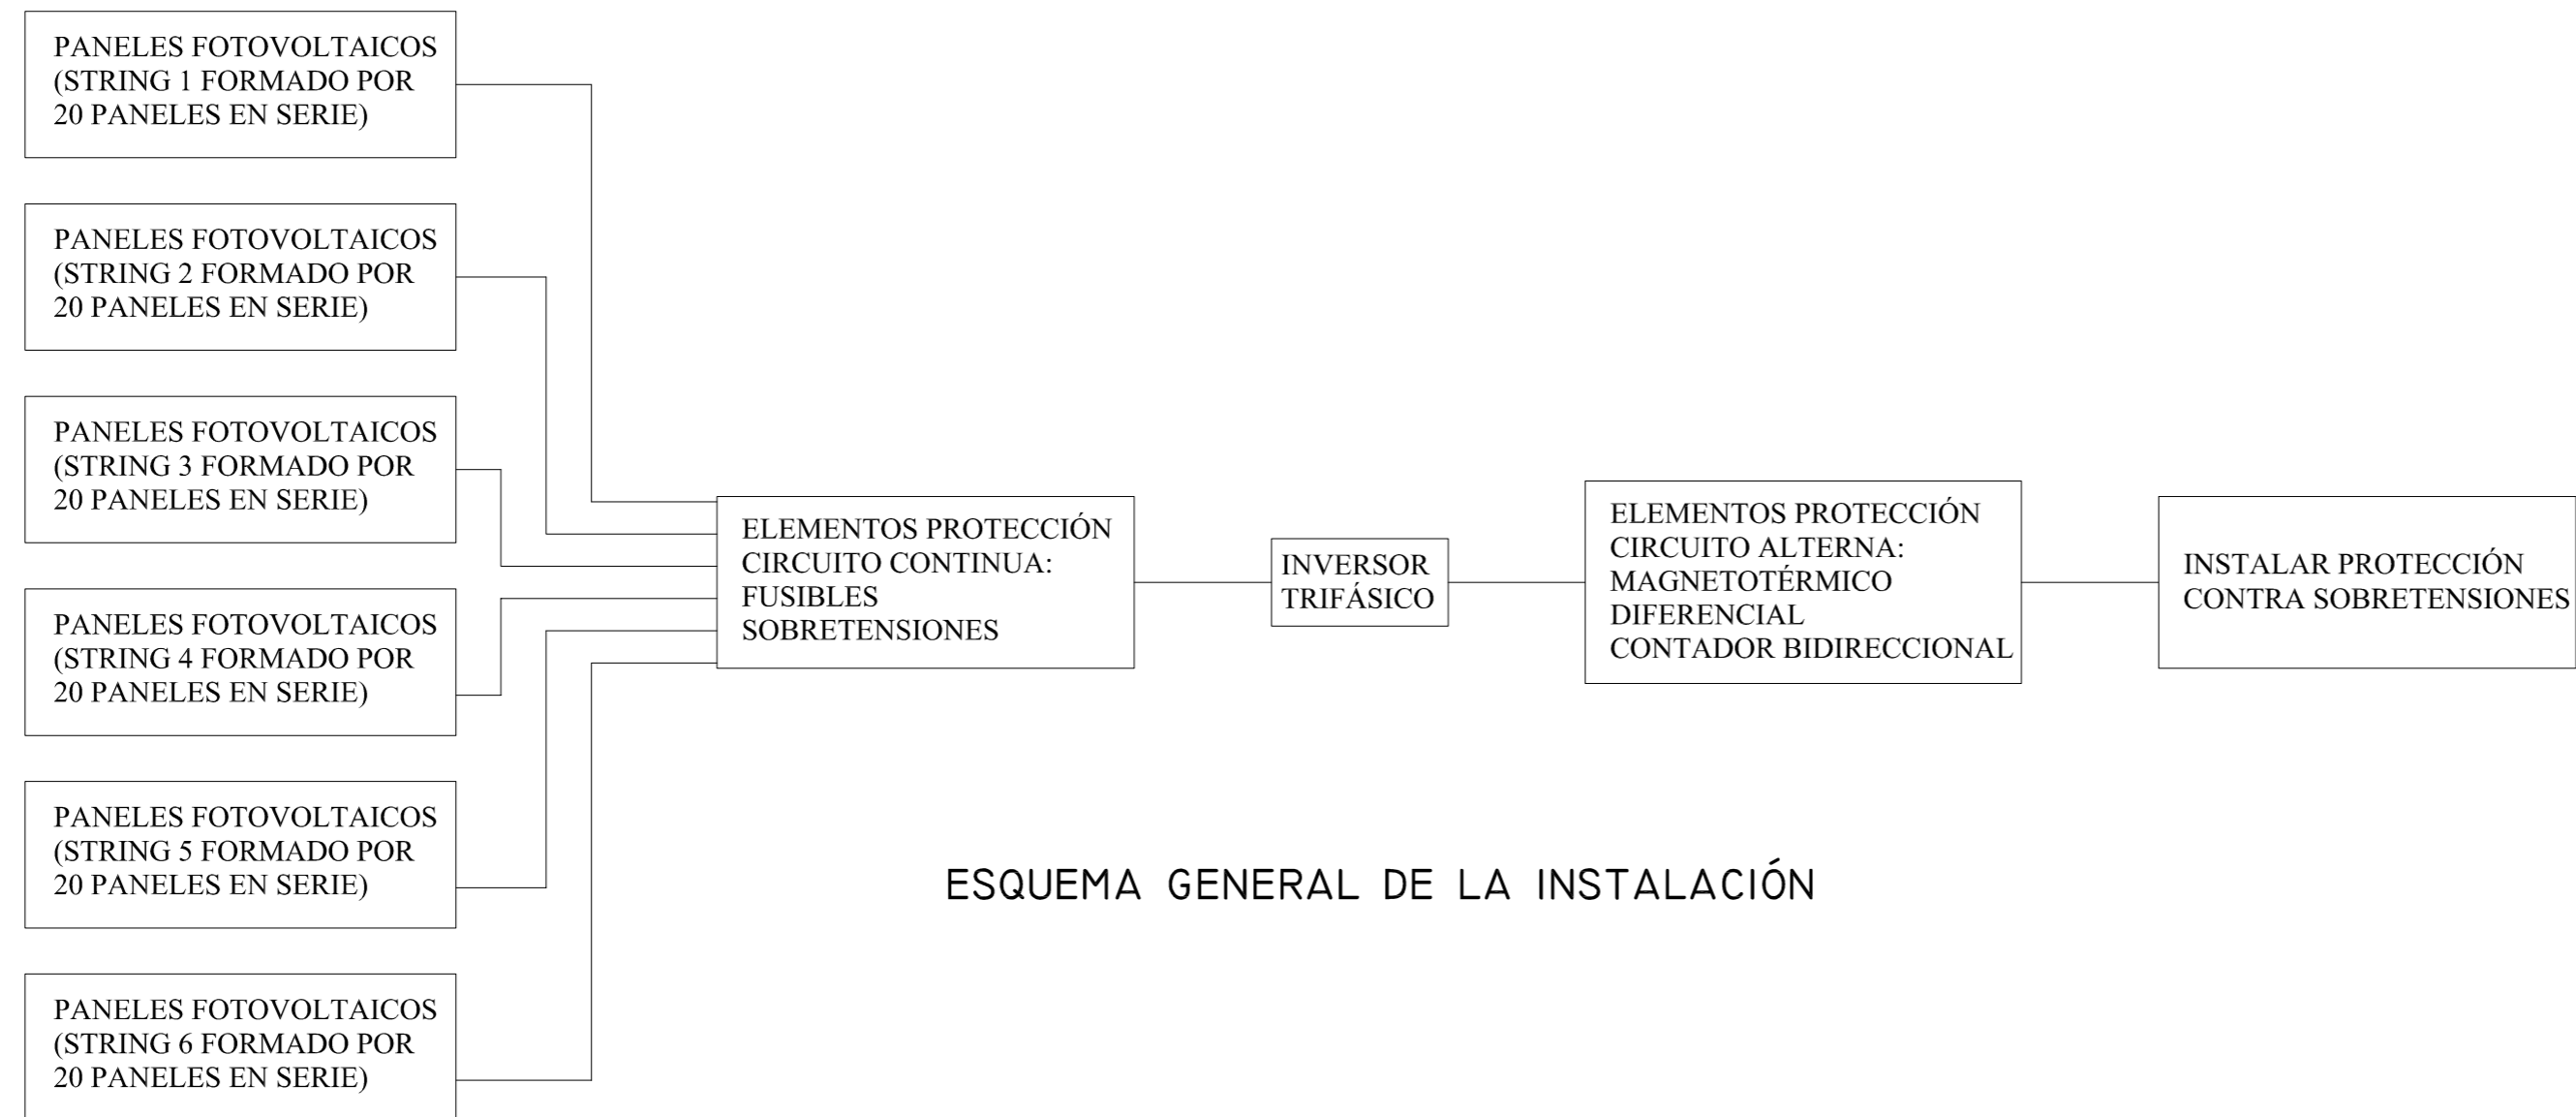 PANELES FOTOVOLTAICOS
(STRING 1 FORMADO POR
20 PANELES EN SERIE)
PANELES FOTOVOLTAICOS
(STRING 2 FORMADO POR
20 PANELES EN SERIE)
PANELES FOTOVOLTAICOS
(STRING 3 FORMADO POR
20 PANELES EN SERIE)
PANELES FOTOVOLTAICOS
(STRING 4 FORMADO POR
20 PANELES EN SERIE)
PANELES FOTOVOLTAICOS
(STRING 5 FORMADO POR
20 PANELES EN SERIE)
PANELES FOTOVOLTAICOS
(STRING 6 FORMADO POR
20 PANELES EN SERIE)
ELEMENTOS PROTECCIÓN
CIRCUITO CONTINUA:
FUSIBLES
SOBRETENSIONES
INVERSOR
TRIFÁSICO
ELEMENTOS PROTECCIÓN
CIRCUITO ALTERNA:
MAGNETOTÉRMICO
DIFERENCIAL
CONTADOR BIDIRECCIONAL
INSTALAR PROTECCIÓN
CONTRA SOBRETENSIONES
ESQUEMA GENERAL DE LA INSTALACIÓN